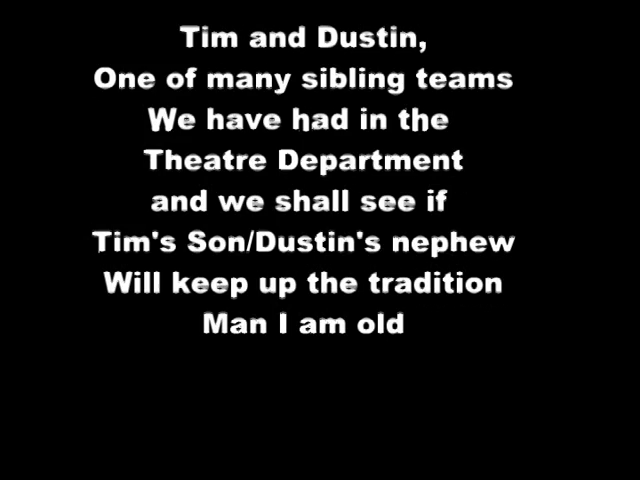 Tim and Dustin,
One of many sibling teams
We have had in the
Theatre Department
and we shall see if
Tim's Son/Dustin's nephew
Will keep up the tradition
Man I am old